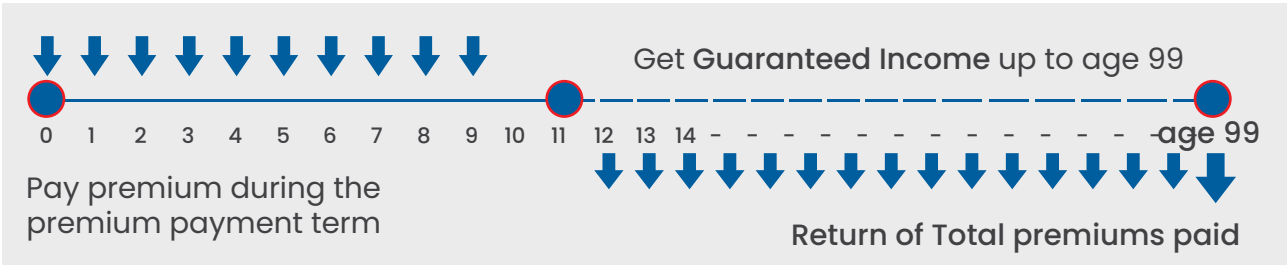 Get Guaranteed Income up to age 99
0 1 2 3 4 5 6 7 8 9 10 11 12 13 14 - - - - - - - - - - - - - - age 99
Pay premium during the
premium payment term
Return of Total premiums paid